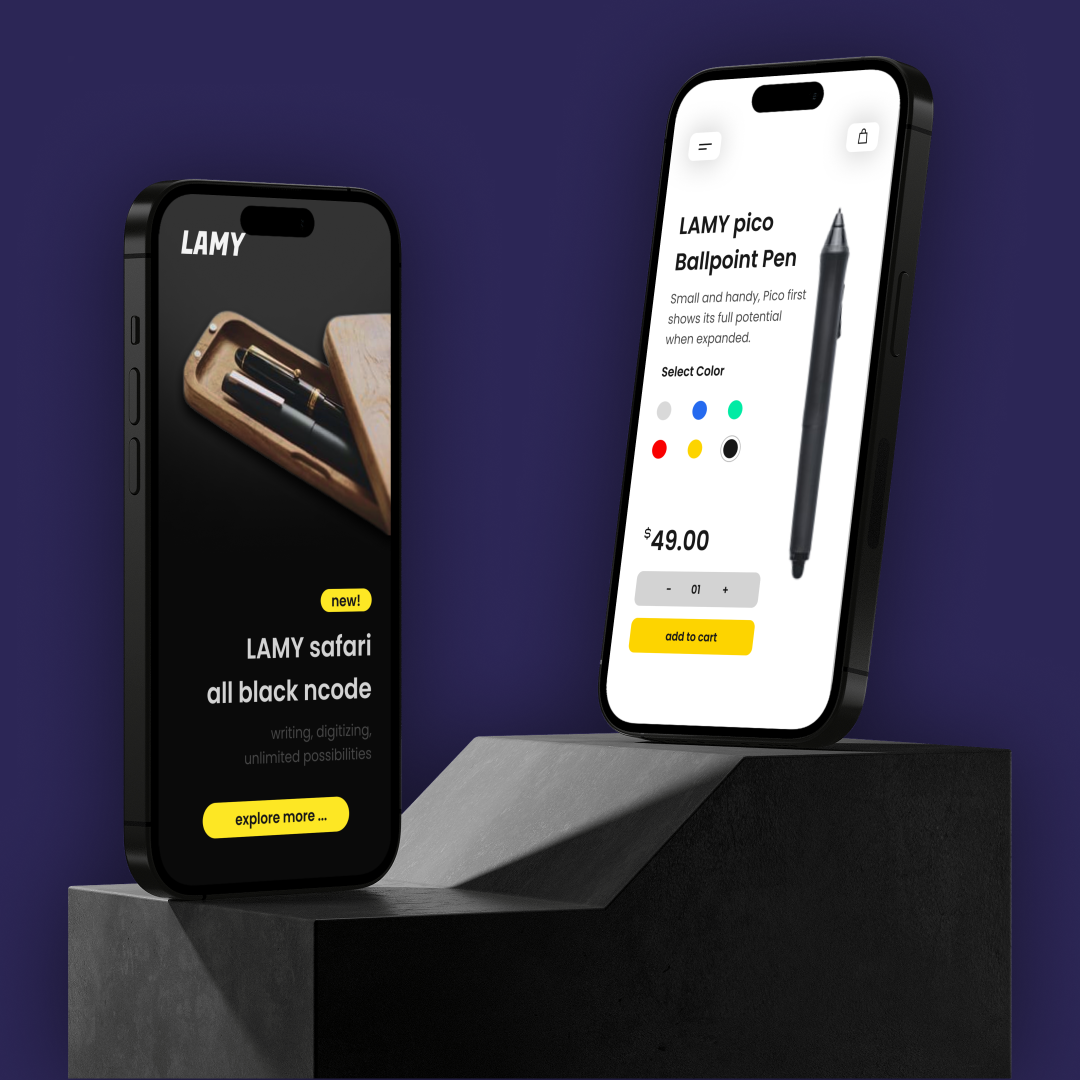 LAMY
new!
LAMY safari
all black ncode
writing, digitizing,
unlimited possibilities
explore more ...
LAMY pico
Ballpoint Pen
Small and handy, Pico first
shows its full potential
when expanded.
Select Color
$49.00
- 01 +
add to cart